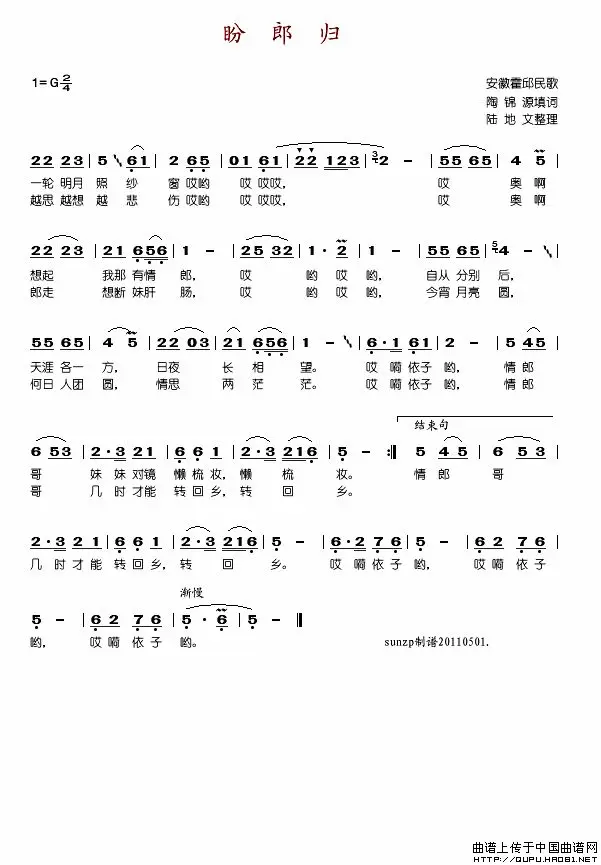 盼 郎 归
1=G 2/4
安徽霍邱民歌
陶 锦 源填词
陆 地 文整理
22 23 | 5 61 | 2 65 | 01 61 | 22 123 | 3 2 - | 55 65 | 4 5 |
一轮 明月 照 纱 窗 哎哟 哎 哎哎, 哎 奥啊
越思 越想 越 悲 伤 哎哟 哎 哎哎, 哎 奥啊
22 23 | 21 656 | 1 - | 25 32 | 1· 2 | 1 - | 55 65 | 5 4 - |
想起 我那 有情 郎, 哎 哟 哎 哟, 自从 分别 后,
郎走 想断 妹肝 肠, 哎 哟 哎 哟, 今宵 月亮 圆,
55 65 | 4 5 | 22 03 | 21 656 | 1 - | 6·1 61 | 2 - | 5 45 |
天涯 各一 方, 日夜 长 相 望。 哎 嗬 依子 哟, 情郎
何日 人团 圆, 情思 两 茫 茫。 哎 嗬 依子 哟, 情郎
结束句
6 53 | 2·3 21 | 6 6 1 | 2·3 216 | 5 - :| 5 45 | 6 53 |
哥 妹 妹 对镜 懒 梳 妆, 懒 梳 妆。 情 郎 哥
哥 几 时 才能 转 回 乡, 转 回 乡。
2·3 21 | 6 6 1 | 2·3 216 | 5 - | 6·2 76 | 5 - | 62 76 |
几 时 才 能 转 回 乡, 转 回 乡。 哎 嗬 依 子 哟, 哎 嗬 依子
渐慢
5 - | 62 76 | 5· 6 | 5 - ‖
哟, 哎 嗬 依 子 哟。
sunzp制谱20110501.
曲谱上传于中国曲谱网
http://QUPU.HAO81.NET